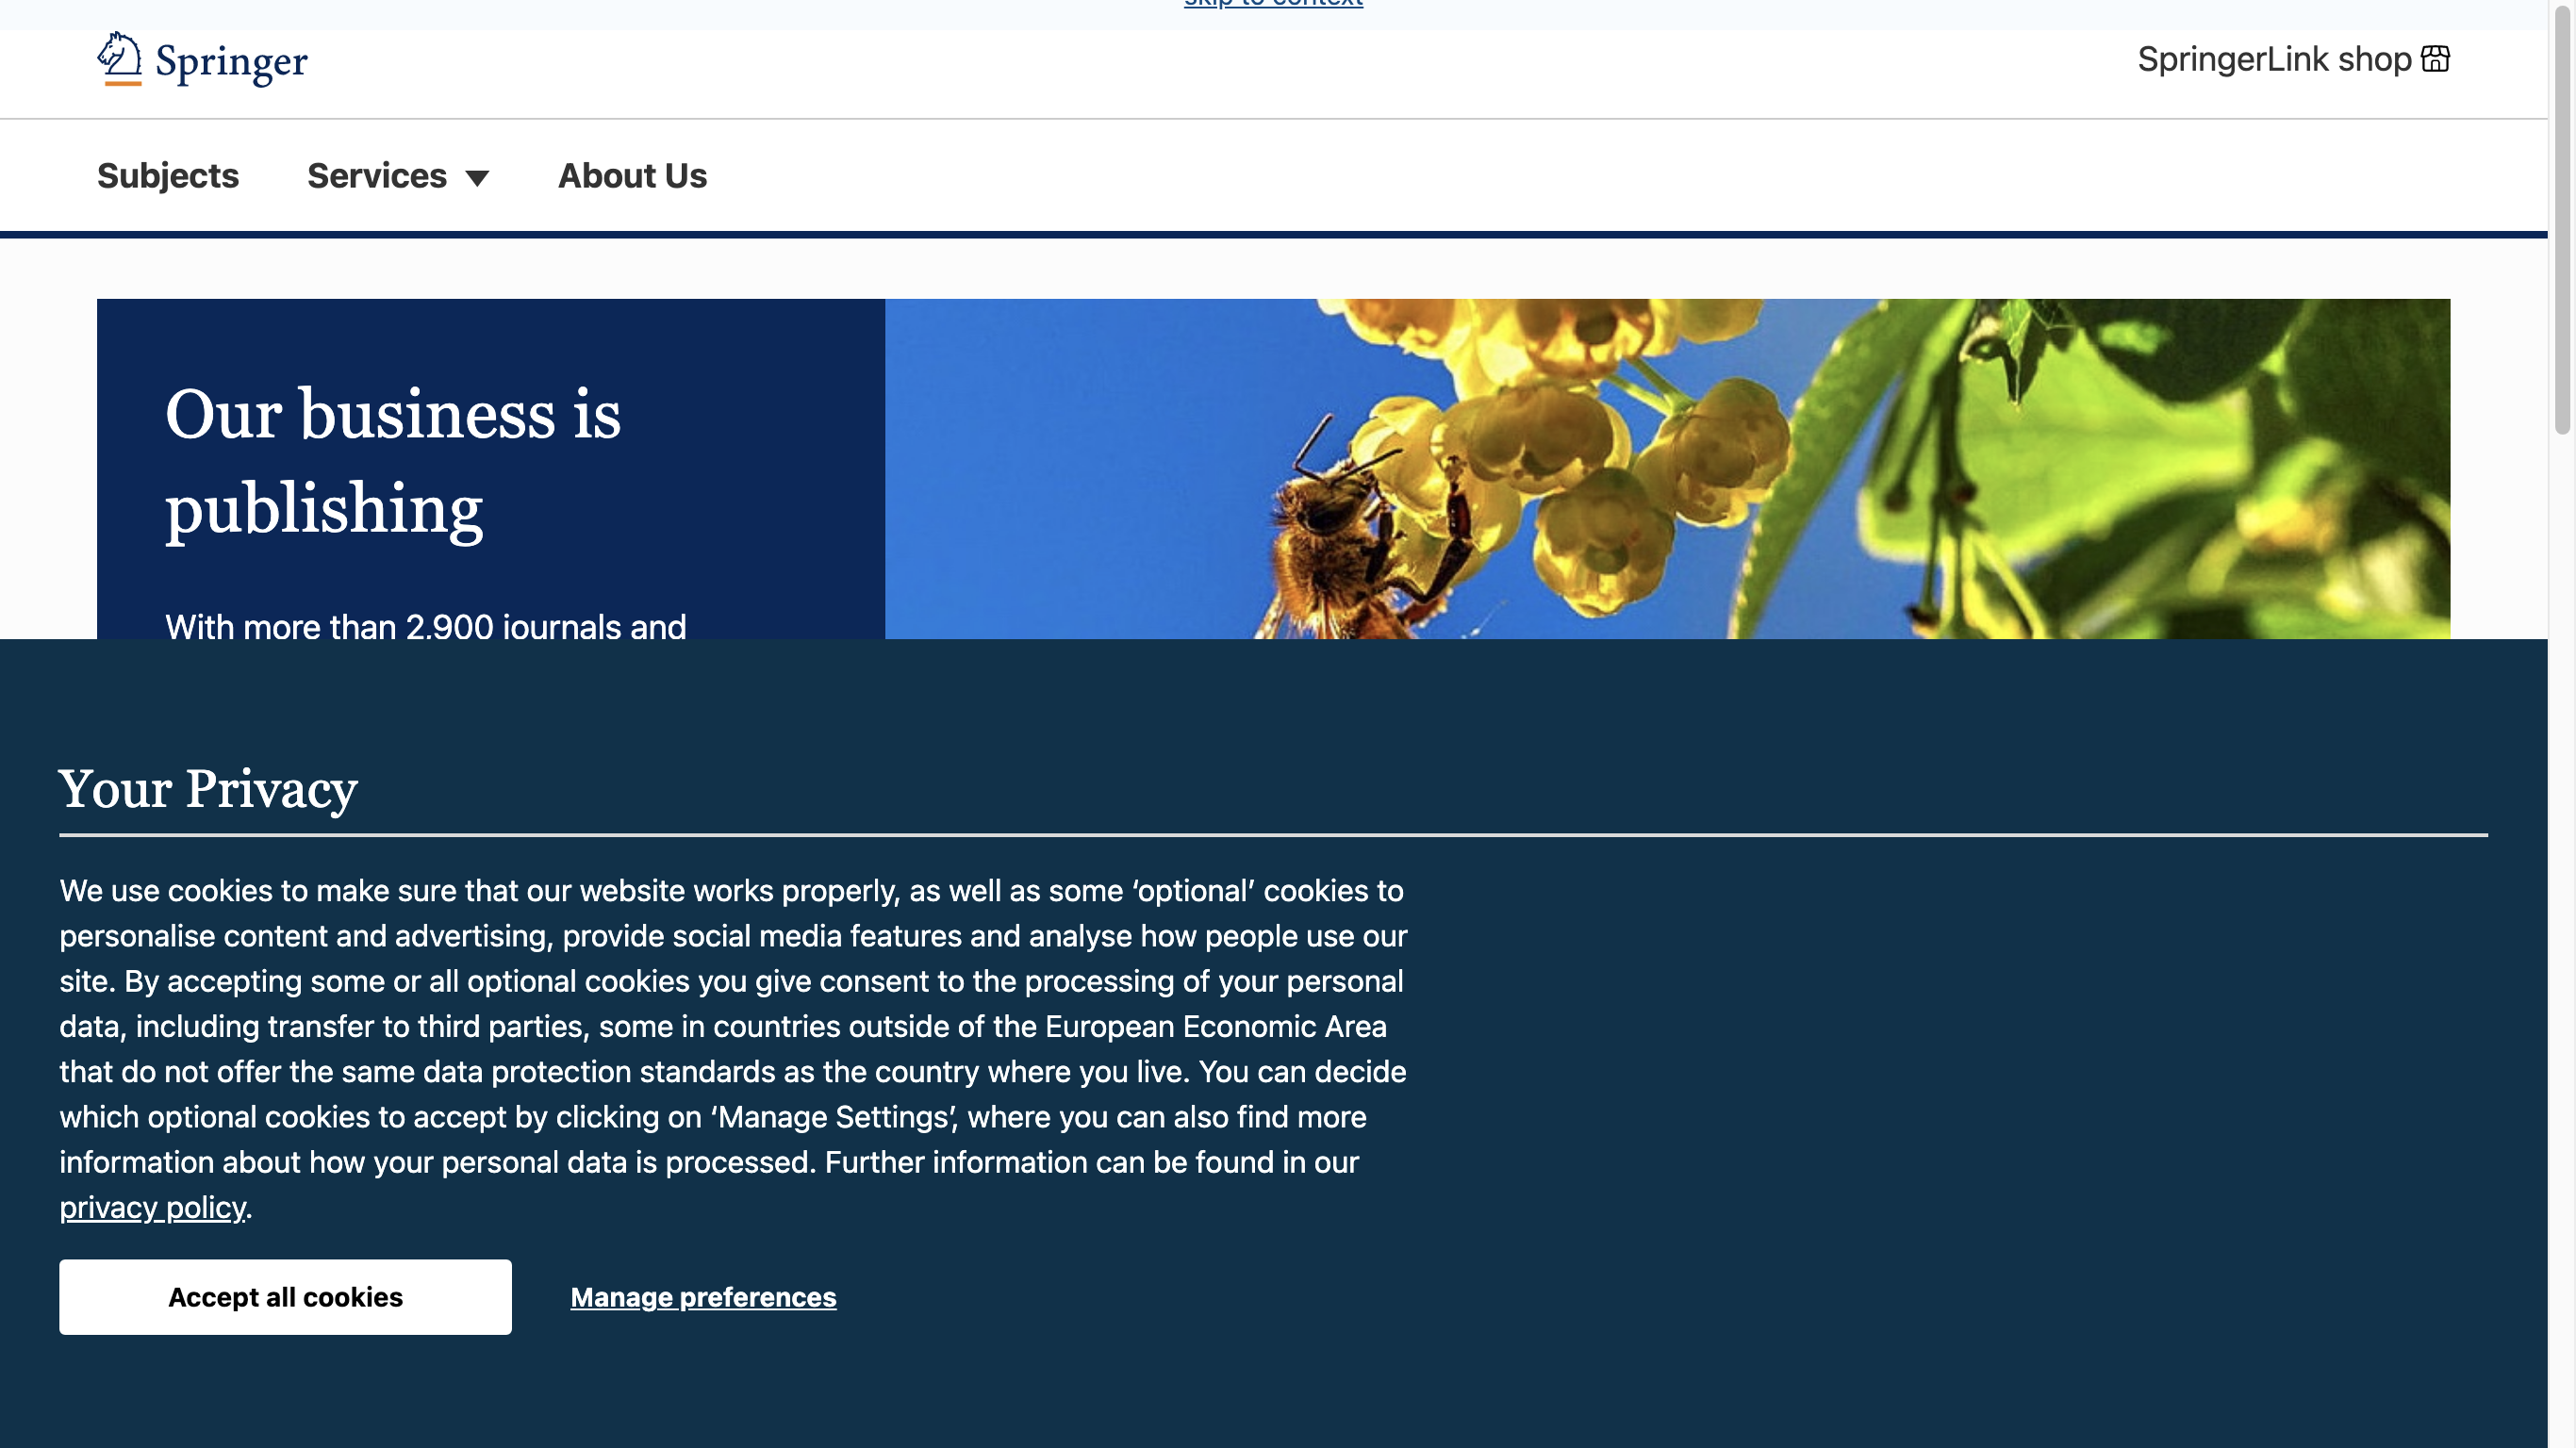 skip to context
Springer
SpringerLink shop
Subjects
Services
About Us
Our business is
publishing
With more than 2,900 journals and
Your Privacy
We use cookies to make sure that our website works properly, as well as some ‘optional’ cookies to
personalise content and advertising, provide social media features and analyse how people use our
site. By accepting some or all optional cookies you give consent to the processing of your personal
data, including transfer to third parties, some in countries outside of the European Economic Area
that do not offer the same data protection standards as the country where you live. You can decide
which optional cookies to accept by clicking on ‘Manage Settings’, where you can also find more
information about how your personal data is processed. Further information can be found in our
privacy policy.
Accept all cookies
Manage preferences